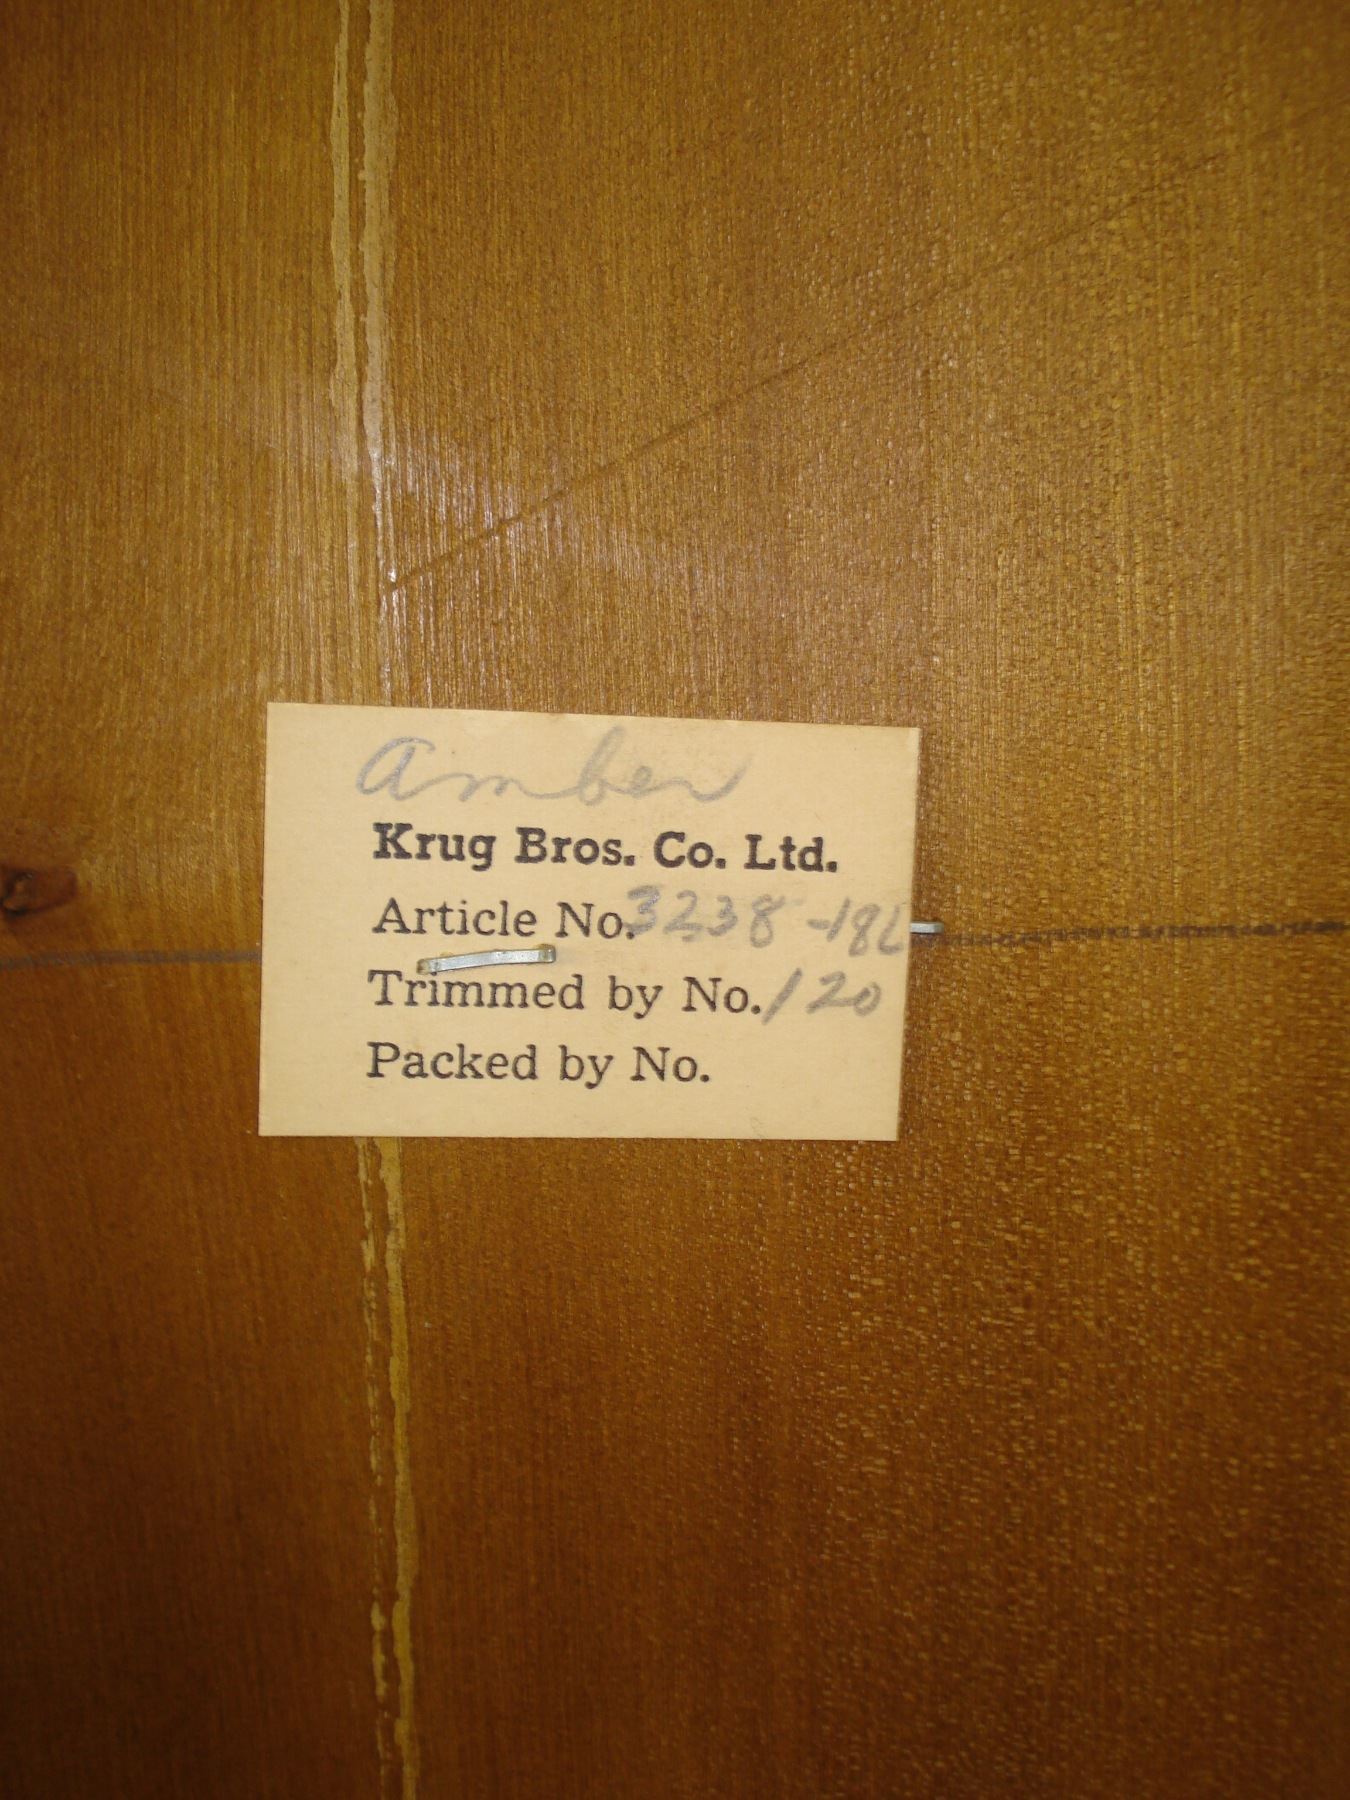 Amber
Krug Bros. Co. Ltd.
Article No. 3238-18L
Trimmed by No. 120
Packed by No.